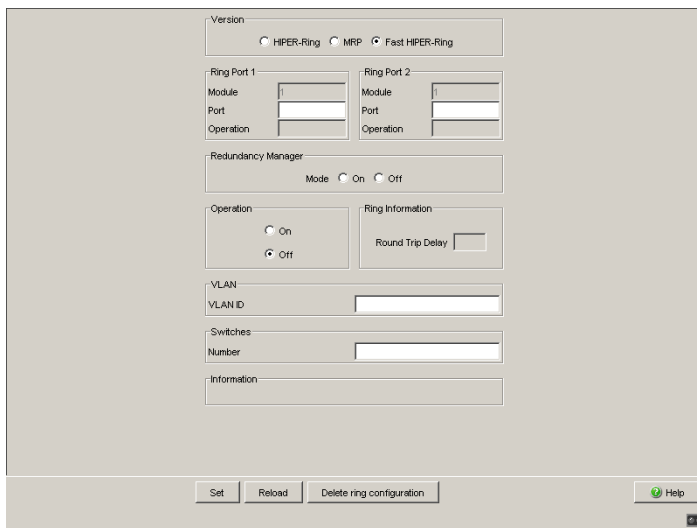 Version
HIPER-Ring MRP Fast HIPER-Ring
Ring Port 1
Module 1
Port
Operation
Ring Port 2
Module 1
Port
Operation
Redundancy Manager
Mode On Off
Operation
On
Off
Ring Information
Round Trip Delay
VLAN
VLAN ID
Switches
Number
Information
Set Reload Delete ring configuration Help